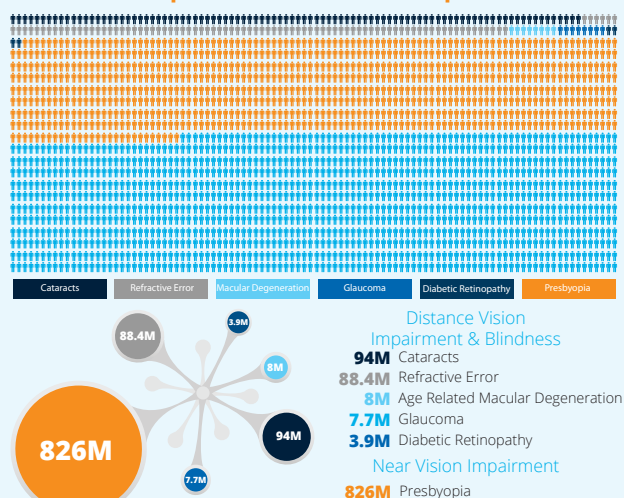 Cataracts
Refractive Error
Macular Degeneration
Glaucoma
Diabetic Retinopathy
Presbyopia
88.4M
3.9M
8M
94M
7.7M
826M
Distance Vision
Impairment & Blindness
94M Cataracts
88.4M Refractive Error
8M Age Related Macular Degeneration
7.7M Glaucoma
3.9M Diabetic Retinopathy
Near Vision Impairment
826M Presbyopia